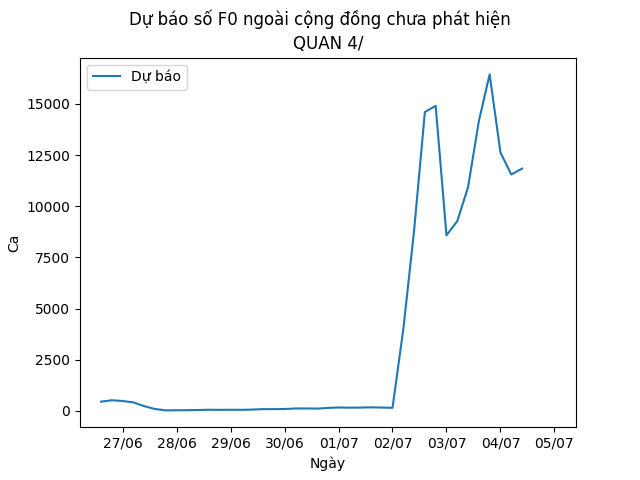 Dự báo số F0 ngoài cộng đồng chưa phát hiện
QUAN 4/
Dự báo
15000
12500
10000
7500
5000
2500
0
Ca
27/06 28/06 29/06 30/06 01/07 02/07 03/07 04/07 05/07
Ngày